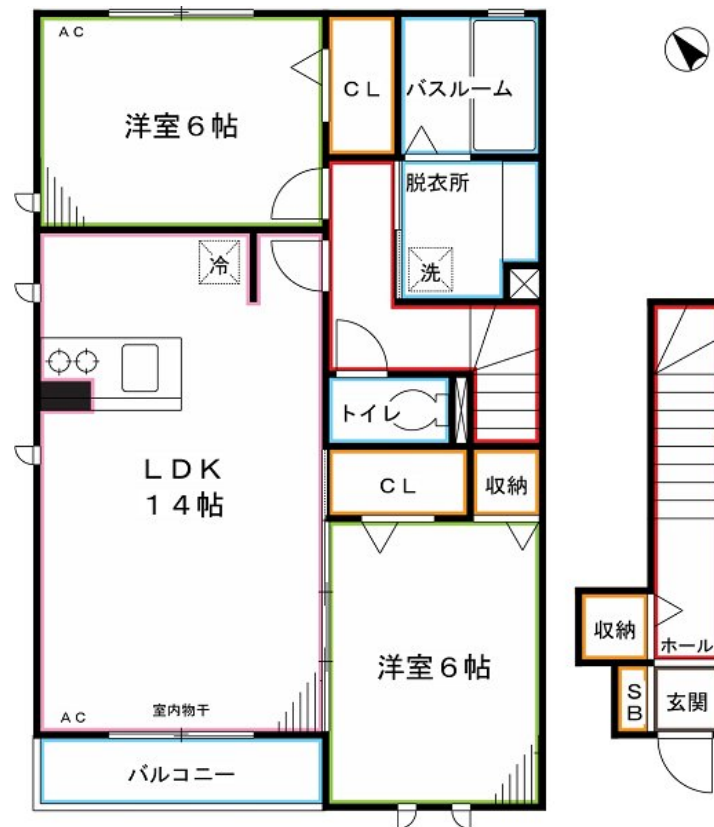 AC
洋室6帖
CL
バスルーム
脱衣所
冷
洗
トイレ
LDK
14帖
CL
収納
洋室6帖
収納
ホール
SB
玄関
AC
室内物干
バルコニー